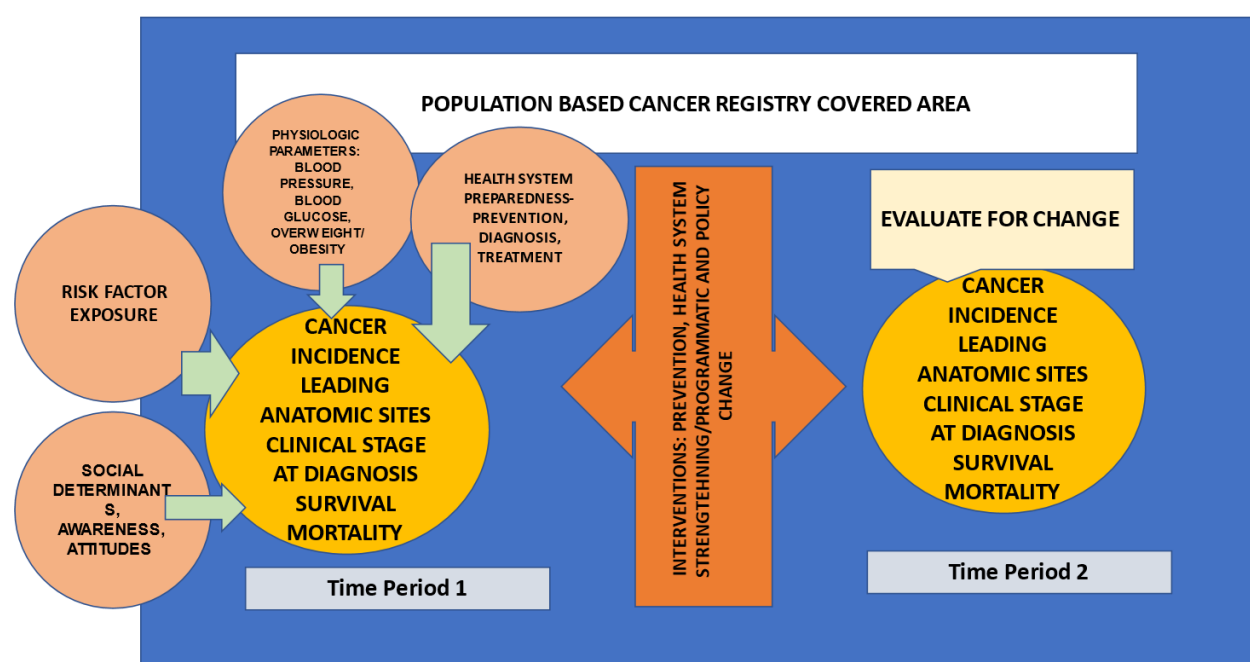 POPULATION BASED CANCER REGISTRY COVERED AREA
PHYSIOLOGIC
PARAMETERS:
BLOOD
PRESSURE,
BLOOD
GLUCOSE,
OVERWEIGHT/
OBESITY
HEALTH SYSTEM
PREPAREDNESS-
PREVENTION,
DIAGNOSIS,
TREATMENT
RISK FACTOR
EXPOSURE
SOCIAL
DETERMINANT
S,
AWARENESS,
ATTITUDES
CANCER
INCIDENCE
LEADING
ANATOMIC SITES
CLINICAL STAGE
AT DIAGNOSIS
SURVIVAL
MORTALITY
Time Period 1
INTERVENTIONS: PREVENTION, HEALTH SYSTEM
STRENGTEHNING/PROGRAMMATIC AND POLICY
CHANGE
EVALUATE FOR CHANGE
CANCER
INCIDENCE
LEADING
ANATOMIC SITES
CLINICAL STAGE
AT DIAGNOSIS
SURVIVAL
MORTALITY
Time Period 2